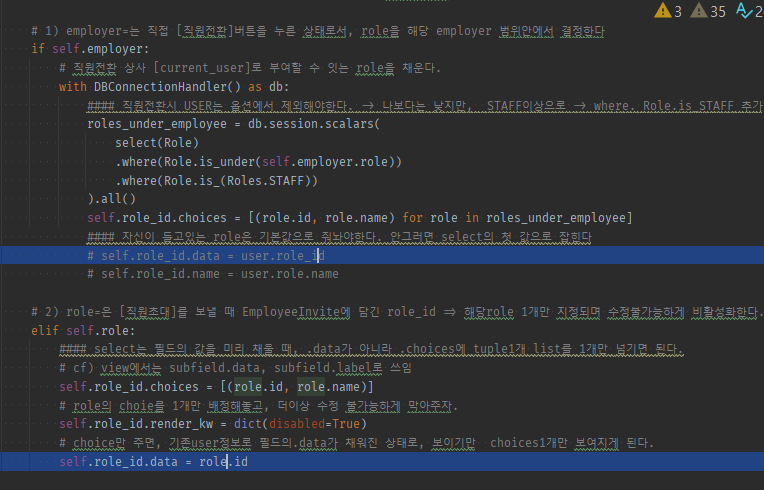 3 35 2
# 1) employer=는 직접 [직원전환]버튼을 누른 상태로서, role을 해당 employer 범위안에서 결정한다
if self.employer:
# 직원전환 상사 [current_user]로 부여할 수 잇는 role을 채운다.
with DBConnectionHandler() as db:
#### 직원전환시 USER는 옵션에서 제외해야한다. -> 나보다는 낮지만, STAFF이상으로 -> where. Role.is_STAFF 추가
roles_under_employee = db.session.scalars(
select(Role)
.where(Role.is_under(self.employer.role))
.where(Role.is_(Roles.STAFF))
).all()
self.role_id.choices = [(role.id, role.name) for role in roles_under_employee]
#### 자신이 들고있는 role은 기본값으로 줘놔야한다. 안그러면 select의 첫 값으로 잡힌다
# self.role_id.data = user.role_id
# self.role_id.name = user.role.name
# 2) role=은 [직원초대]를 보낼 때 EmployeeInvite에 담긴 role_id => 해당role 1개만 지정되며 수정불가능하게 비활성화한다.
elif self.role:
#### select는 필드의 값을 미리 채울 때, .data가 아니라 .choices에 tuple1개 list를 1개만 넘기면 된다.
# cf) view에서는 subfield.data, subfield.label로 쓰임
self.role_id.choices = [(role.id, role.name)]
# role의 choie를 1개만 배정해놓고, 더이상 수정 불가능하게 막아주자.
self.role_id.render_kw = dict(disabled=True)
# choice만 주면, 기존user정보로 필드의.data가 채워진 상태로, 보이기만 choices1개만 보여지게 된다.
self.role_id.data = role.id